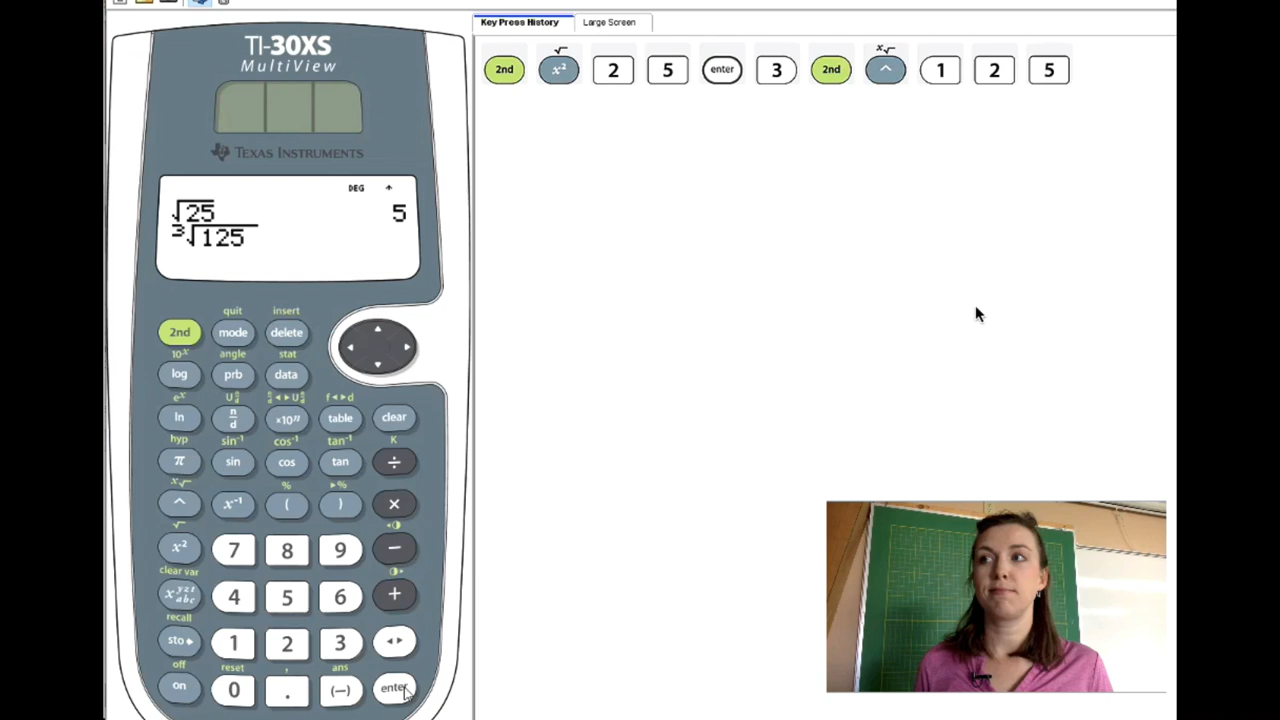 Key Press History
Large Screen
√ x√
2nd x² 2 5 enter 3 2nd ^ 1 2 5
TI-30XS
MultiView
TEXAS INSTRUMENTS
DEG
√25 5
3√125
quit insert
2nd mode delete
10ˣ angle stat
log prb data
eˣ U n/d n/d◄►U n/d f◄►d
ln n/d ×10ⁿ table clear
hyp sin⁻¹ cos⁻¹ tan⁻¹ K
π sin cos tan ÷
x√ % ►%
^ x⁻¹ ( ) ×
√
x² 7 8 9 −
clear var
x yzt abc 4 5 6 +
recall
sto► 1 2 3 ◄►
off reset , ans
on 0 . (−) enter